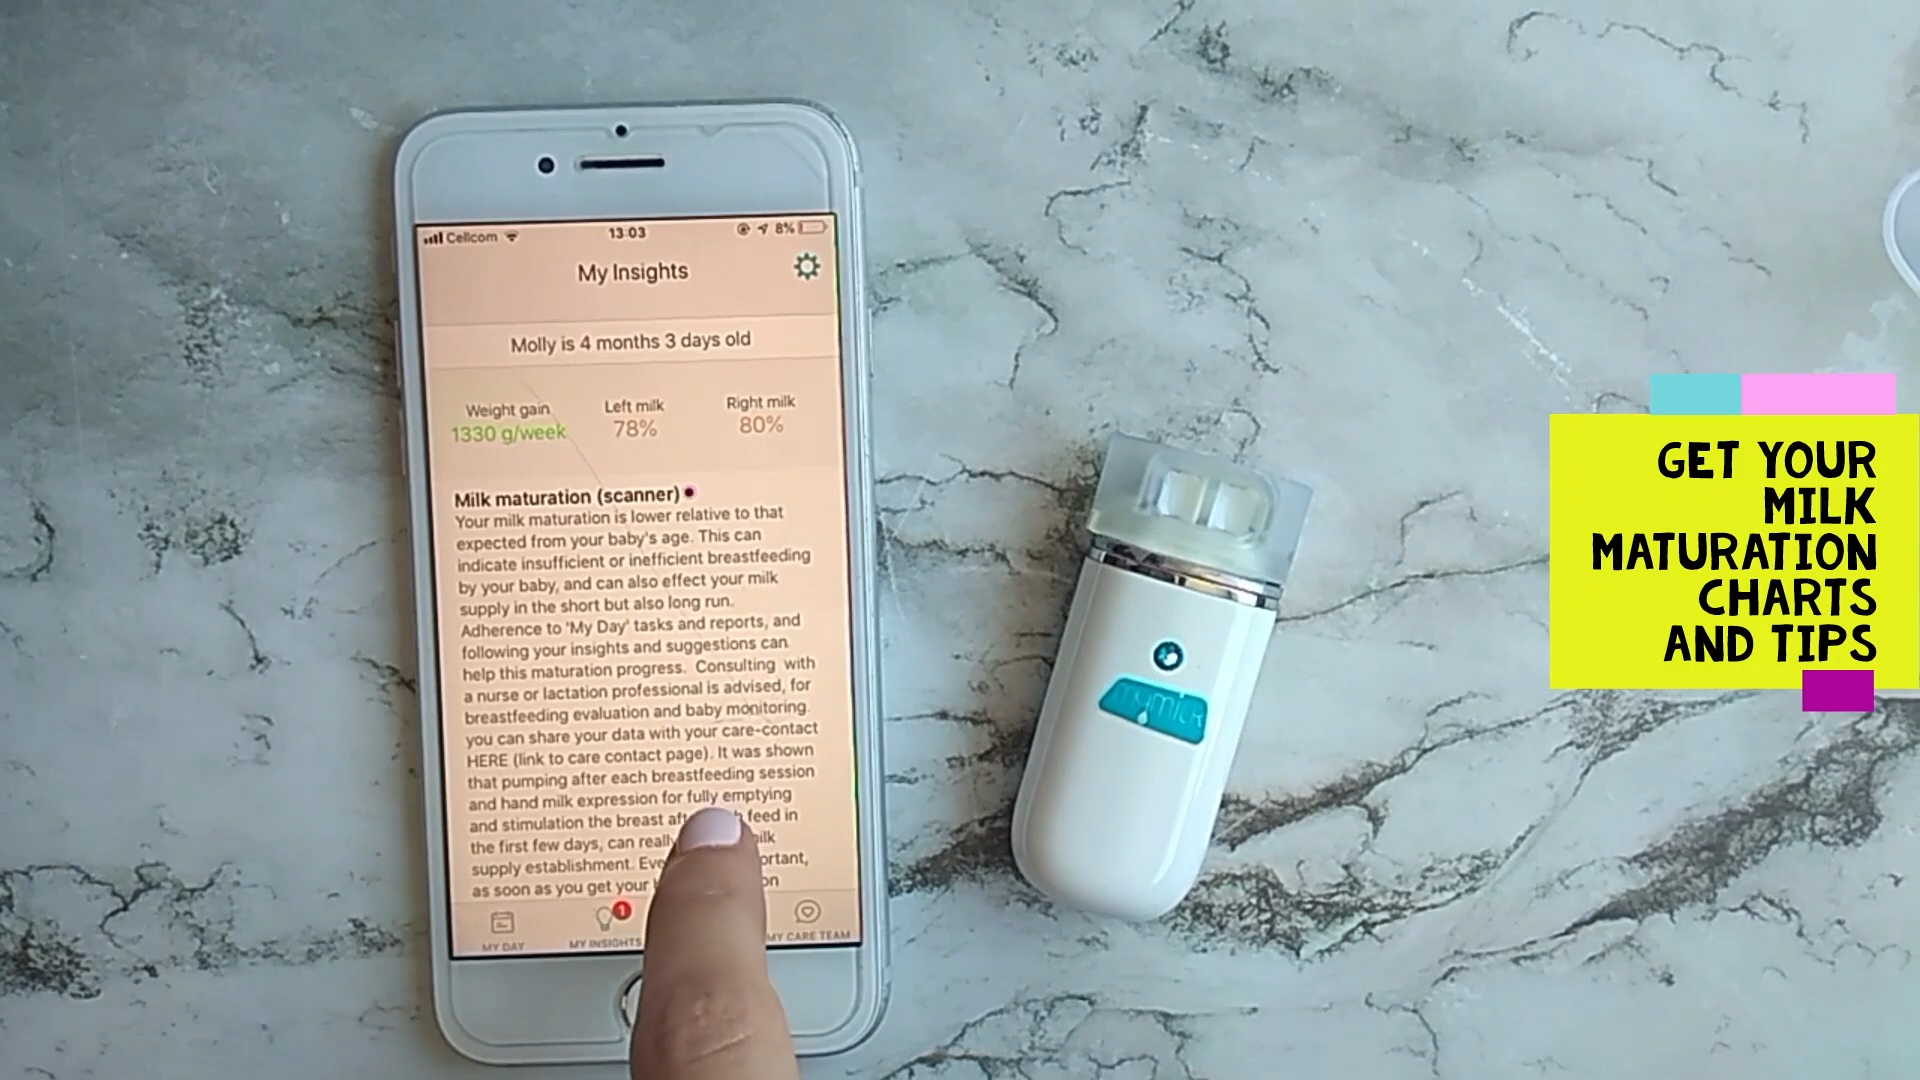 Cellcom 13:03 8%
My Insights
Molly is 4 months 3 days old
Weight gain Left milk Right milk
1330 g/week 78% 80%
Milk maturation (scanner)
Your milk maturation is lower relative to that
expected from your baby's age. This can
indicate insufficient or inefficient breastfeeding
by your baby, and can also effect your milk
supply in the short but also long run.
Adherence to 'My Day' tasks and reports, and
following your insights and suggestions can
help this maturation progress. Consulting with
a nurse or lactation professional is advised, for
breastfeeding evaluation and baby monitoring.
you can share your data with your care-contact
HERE (link to care contact page). It was shown
that pumping after each breastfeeding session
and hand milk expression for fully emptying
and stimulation the breast feed in
the first few days, can
supply establishment.
as soon as you get your
1
MY DAY MY INSIGHTS MY CARE TEAM
mymilk
GET YOUR
MILK
MATURATION
CHARTS
AND TIPS